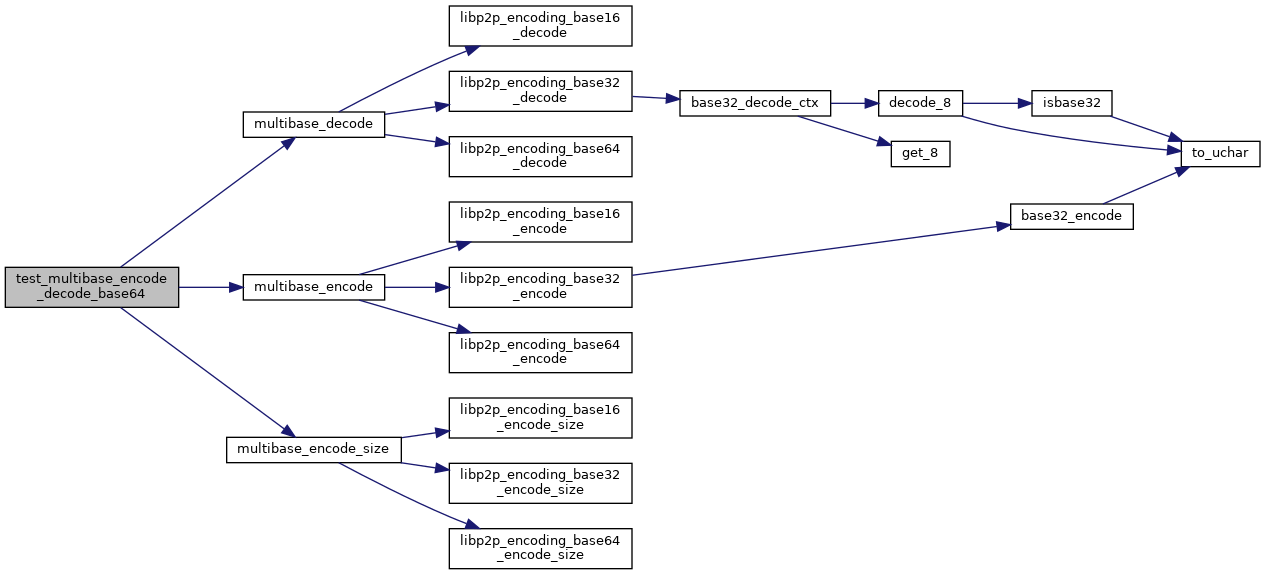 libp2p_encoding_base16
_decode
libp2p_encoding_base32
_decode
base32_decode_ctx
decode_8
isbase32
multibase_decode
libp2p_encoding_base64
_decode
get_8
to_uchar
libp2p_encoding_base16
_encode
base32_encode
test_multibase_encode
_decode_base64
multibase_encode
libp2p_encoding_base32
_encode
libp2p_encoding_base64
_encode
libp2p_encoding_base16
_encode_size
multibase_encode_size
libp2p_encoding_base32
_encode_size
libp2p_encoding_base64
_encode_size